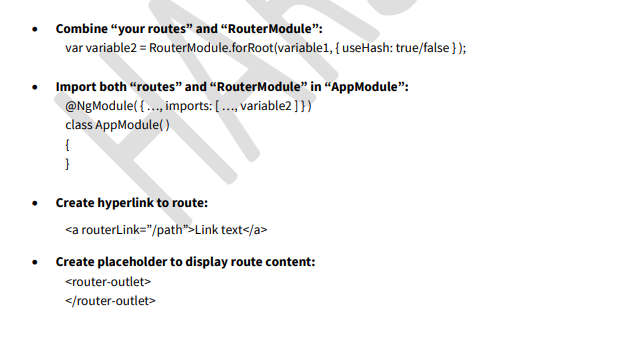 • Combine “your routes” and “RouterModule”:
var variable2 = RouterModule.forRoot(variable1, { useHash: true/false } );
• Import both “routes” and “RouterModule” in “AppModule”:
@NgModule( { …, imports: [ …, variable2 ] } )
class AppModule( )
{
}
• Create hyperlink to route:
<a routerLink=”/path”>Link text</a>
• Create placeholder to display route content:
<router-outlet>
</router-outlet>